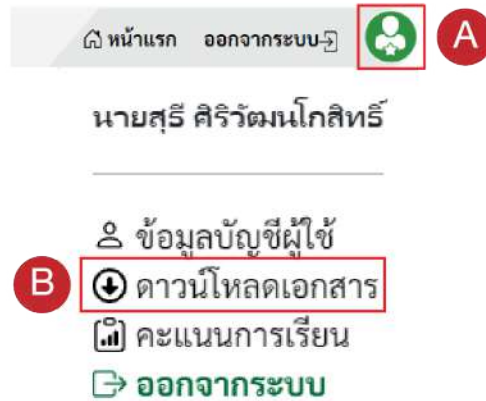 หน้าแรก ออกจากระบบ A
นายสุธี ศิริวัฒนโกสิทธิ์
ข้อมูลบัญชีผู้ใช้
B ดาวน์โหลดเอกสาร
คะแนนการเรียน
ออกจากระบบ